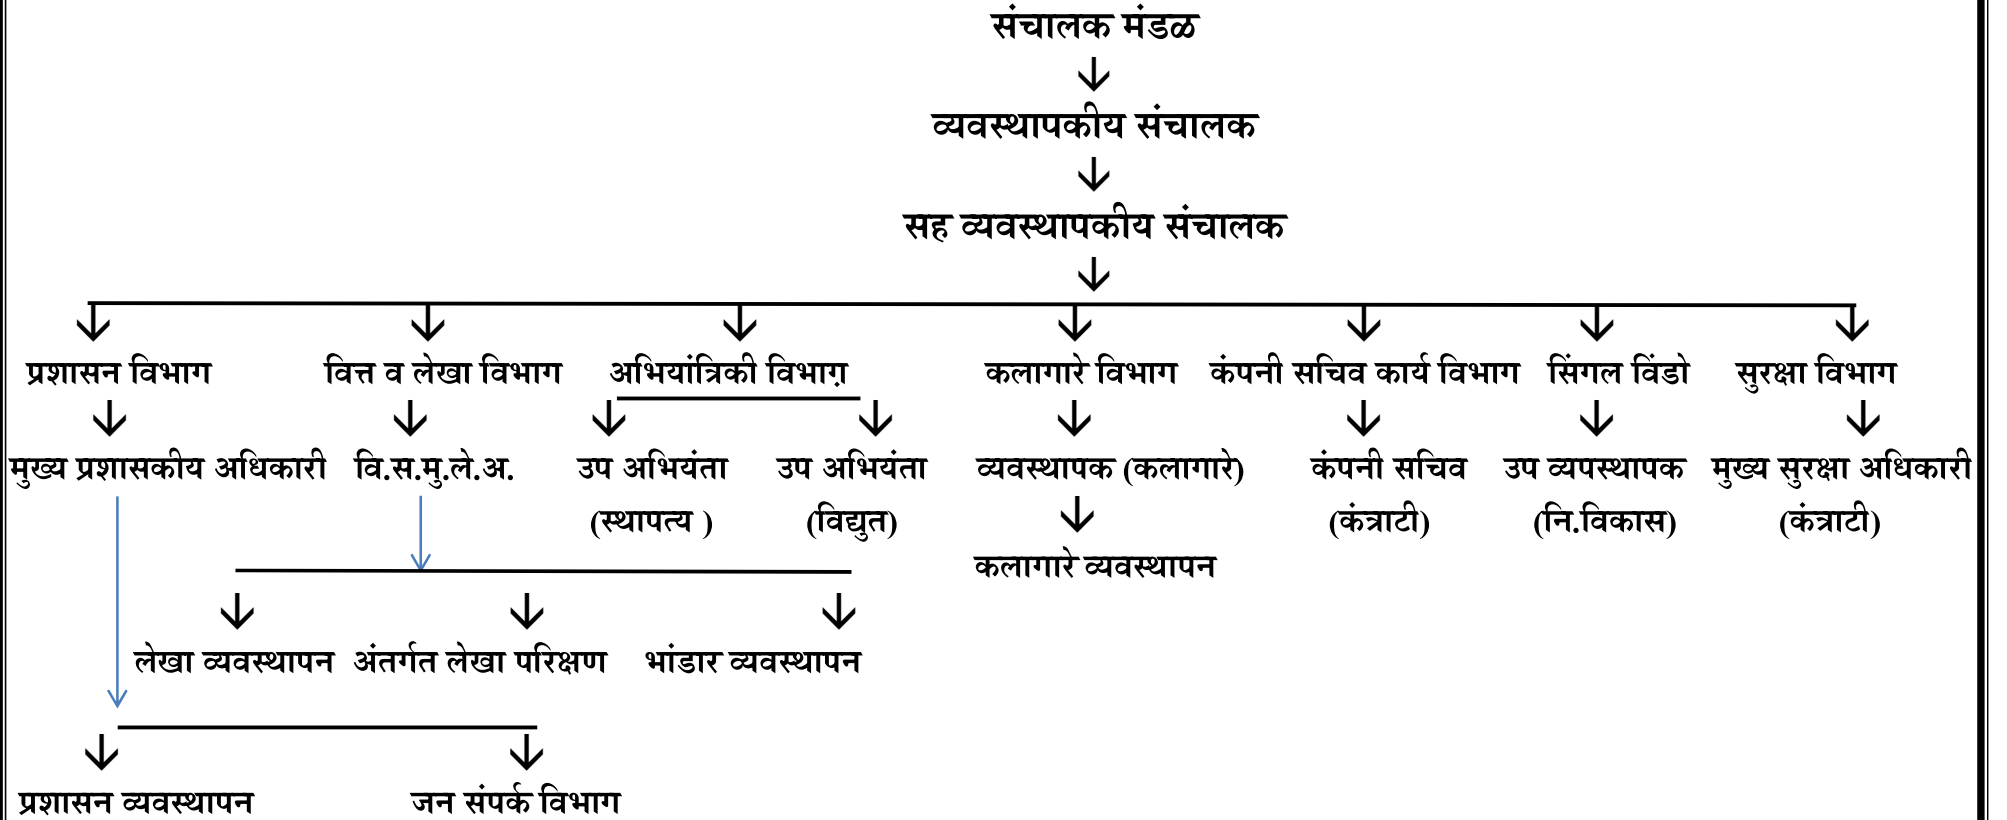 संचालक मंडळ
व्यवस्थापकीय संचालक
सह व्यवस्थापकीय संचालक
प्रशासन विभाग वित्त व लेखा विभाग अभियांत्रिकी विभाग़ कलागारे विभाग कंपनी सचिव कार्य विभाग सिंगल विंडो सुरक्षा विभाग
मुख्य प्रशासकीय अधिकारी वि.स.मु.ले.अ. उप अभियंता उप अभियंता व्यवस्थापक (कलागारे) कंपनी सचिव उप व्यपस्थापक मुख्य सुरक्षा अधिकारी
(स्थापत्य ) (विद्युत) (कंत्राटी) (नि.विकास) (कंत्राटी)
कलागारे व्यवस्थापन
लेखा व्यवस्थापन अंतर्गत लेखा परिक्षण भांडार व्यवस्थापन
प्रशासन व्यवस्थापन जन संपर्क विभाग